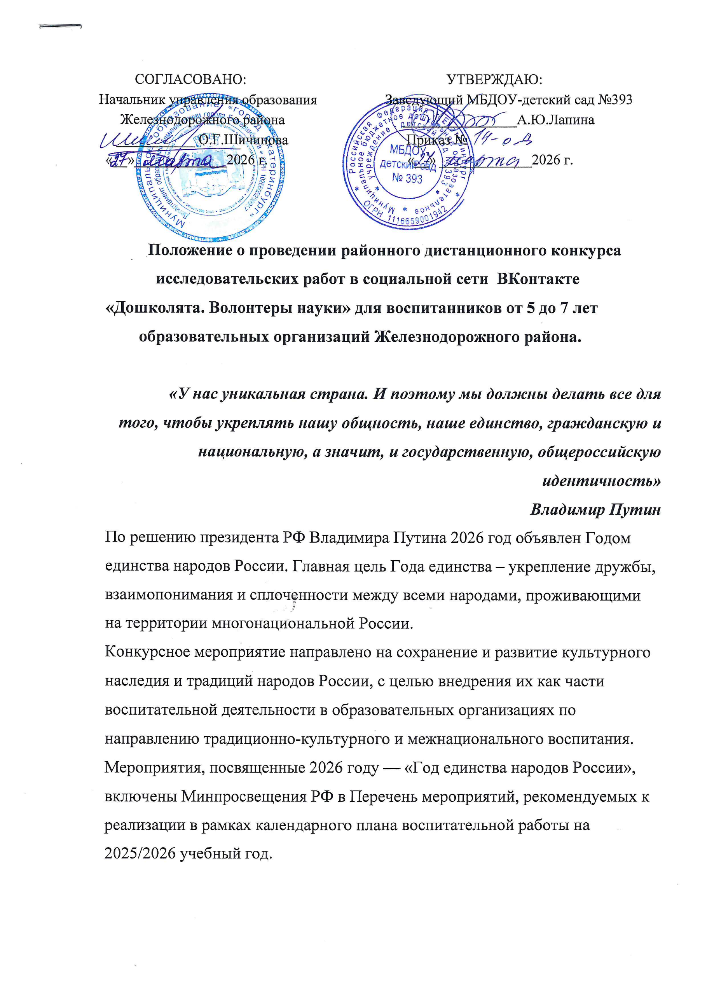 СОГЛАСОВАНО:
Начальник управления образования
Железнодорожного района
О.Г.Шичинова
«27» марта 2026 г.
УТВЕРЖДАЮ:
Заведующий МБДОУ-детский сад №393
А.Ю.Лапина
Приказ № 14-о д
« » марта 2026 г.
Муниципальное образование «город Екатеринбург»
Российская Федерация
ОГРН 1116659001942
МБДОУ
детский сад
№ 393
Положение о проведении районного дистанционного конкурса
исследовательских работ в социальной сети ВКонтакте
«Дошколята. Волонтеры науки» для воспитанников от 5 до 7 лет
образовательных организаций Железнодорожного района.
«У нас уникальная страна. И поэтому мы должны делать все для
того, чтобы укреплять нашу общность, наше единство, гражданскую и
национальную, а значит, и государственную, общероссийскую
идентичность»
Владимир Путин
По решению президента РФ Владимира Путина 2026 год объявлен Годом
единства народов России. Главная цель Года единства – укрепление дружбы,
взаимопонимания и сплоченности между всеми народами, проживающими
на территории многонациональной России.
Конкурсное мероприятие направлено на сохранение и развитие культурного
наследия и традиций народов России, с целью внедрения их как части
воспитательной деятельности в образовательных организациях по
направлению традиционно-культурного и межнационального воспитания.
Мероприятия, посвященные 2026 году — «Год единства народов России»,
включены Минпросвещения РФ в Перечень мероприятий, рекомендуемых к
реализации в рамках календарного плана воспитательной работы на
2025/2026 учебный год.